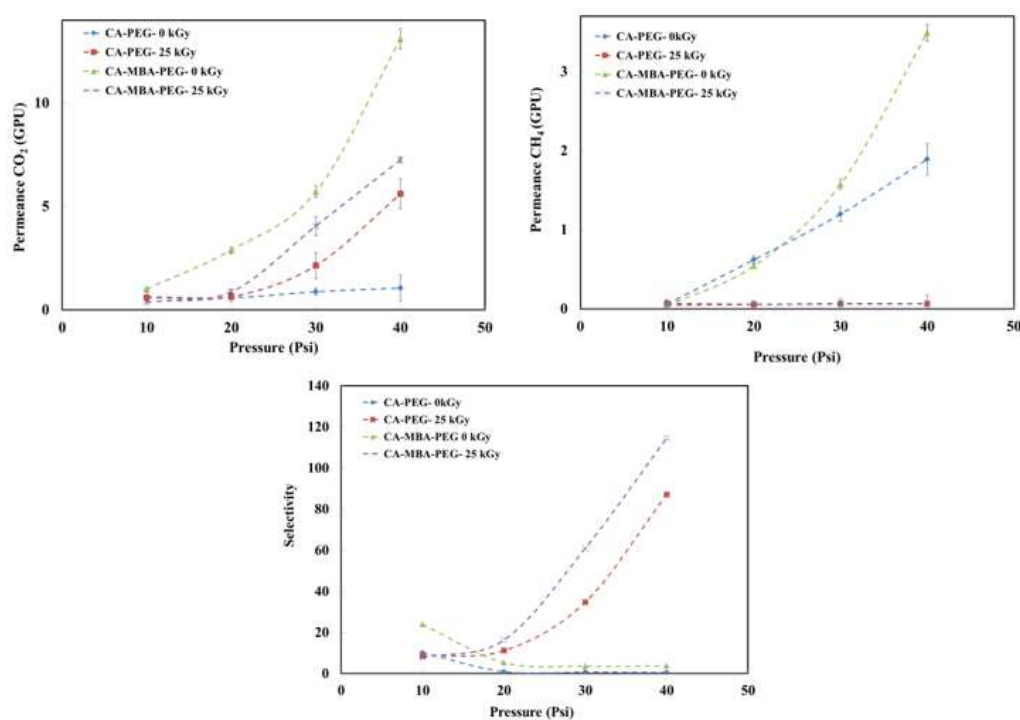 CA-PEG- 0 kGy
CA-PEG- 25 kGy
CA-MBA-PEG- 0 kGy
CA-MBA-PEG- 25 kGy
Permeance CO₂ (GPU)
10
5
0
0 10 20 30 40 50
Pressure (Psi)
CA-PEG- 0kGy
CA-PEG- 25 kGy
CA-MBA-PEG- 0 kGy
CA-MBA-PEG- 25 kGy
Permeance CH₄ (GPU)
3
2
1
0
0 10 20 30 40 50
Pressure (Psi)
CA-PEG- 0kGy
CA-PEG- 25 kGy
CA-MBA-PEG 0 kGy
CA-MBA-PEG- 25 kGy
Selectivity
140
120
100
80
60
40
20
0
0 10 20 30 40 50
Pressure (Psi)